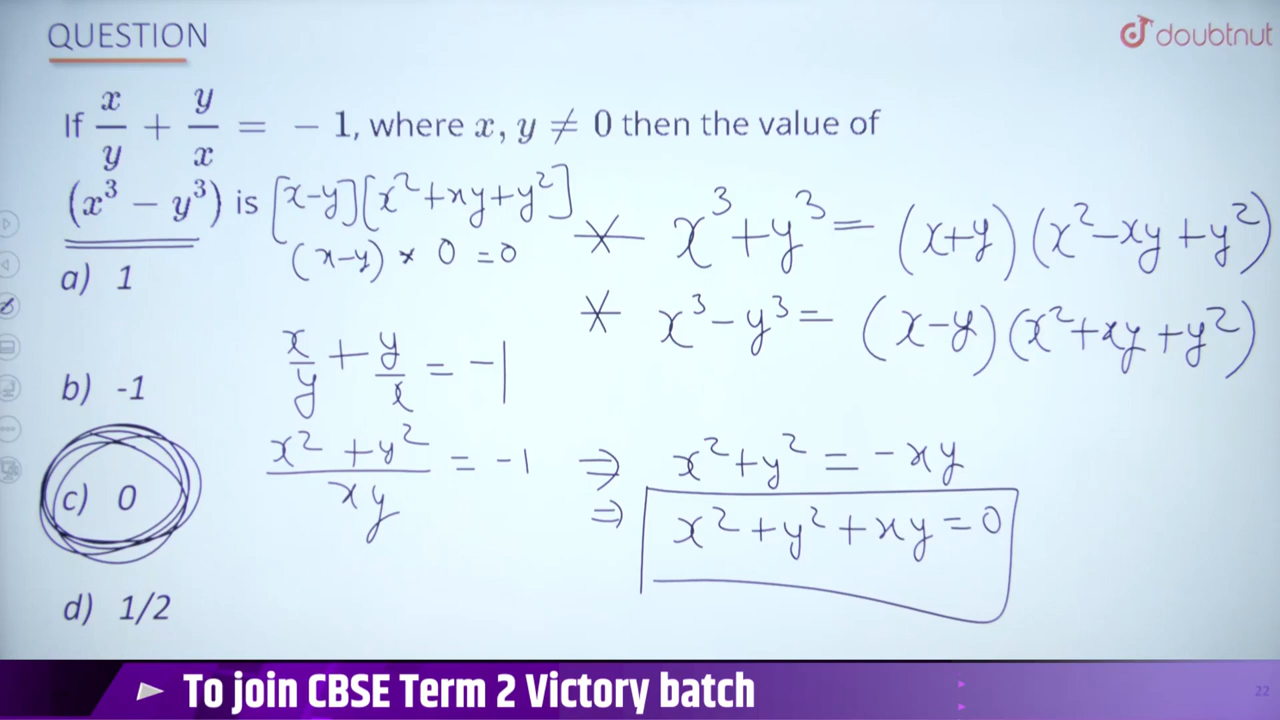 QUESTION
doubtnut
If x/y + y/x = - 1, where x, y ≠ 0 then the value of
(x³ - y³) is [x-y][x²+xy+y²]
(x-y) × 0 = 0
* x³+y³ = (x+y)(x²-xy+y²)
a) 1
* x³-y³ = (x-y)(x²+xy+y²)
x/y + y/x = -1
b) -1
x²+y²/xy = -1 ⇒ x²+y² = -xy
c) 0
⇒ x²+y²+xy=0
d) 1/2
To join CBSE Term 2 Victory batch
22